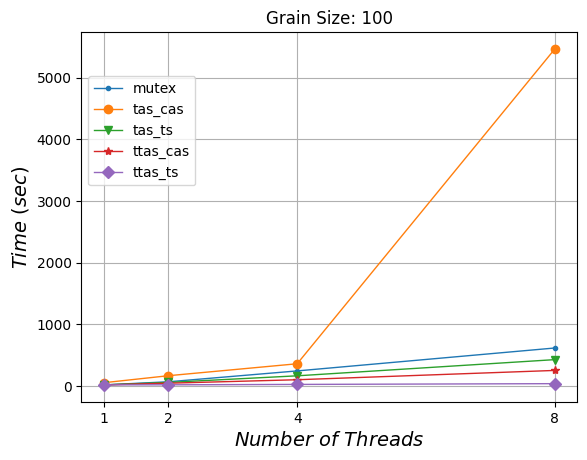 Grain Size: 100
5000
4000
3000
2000
1000
0
Time (sec)
mutex
tas_cas
tas_ts
ttas_cas
ttas_ts
1 2 4 8
Number of Threads